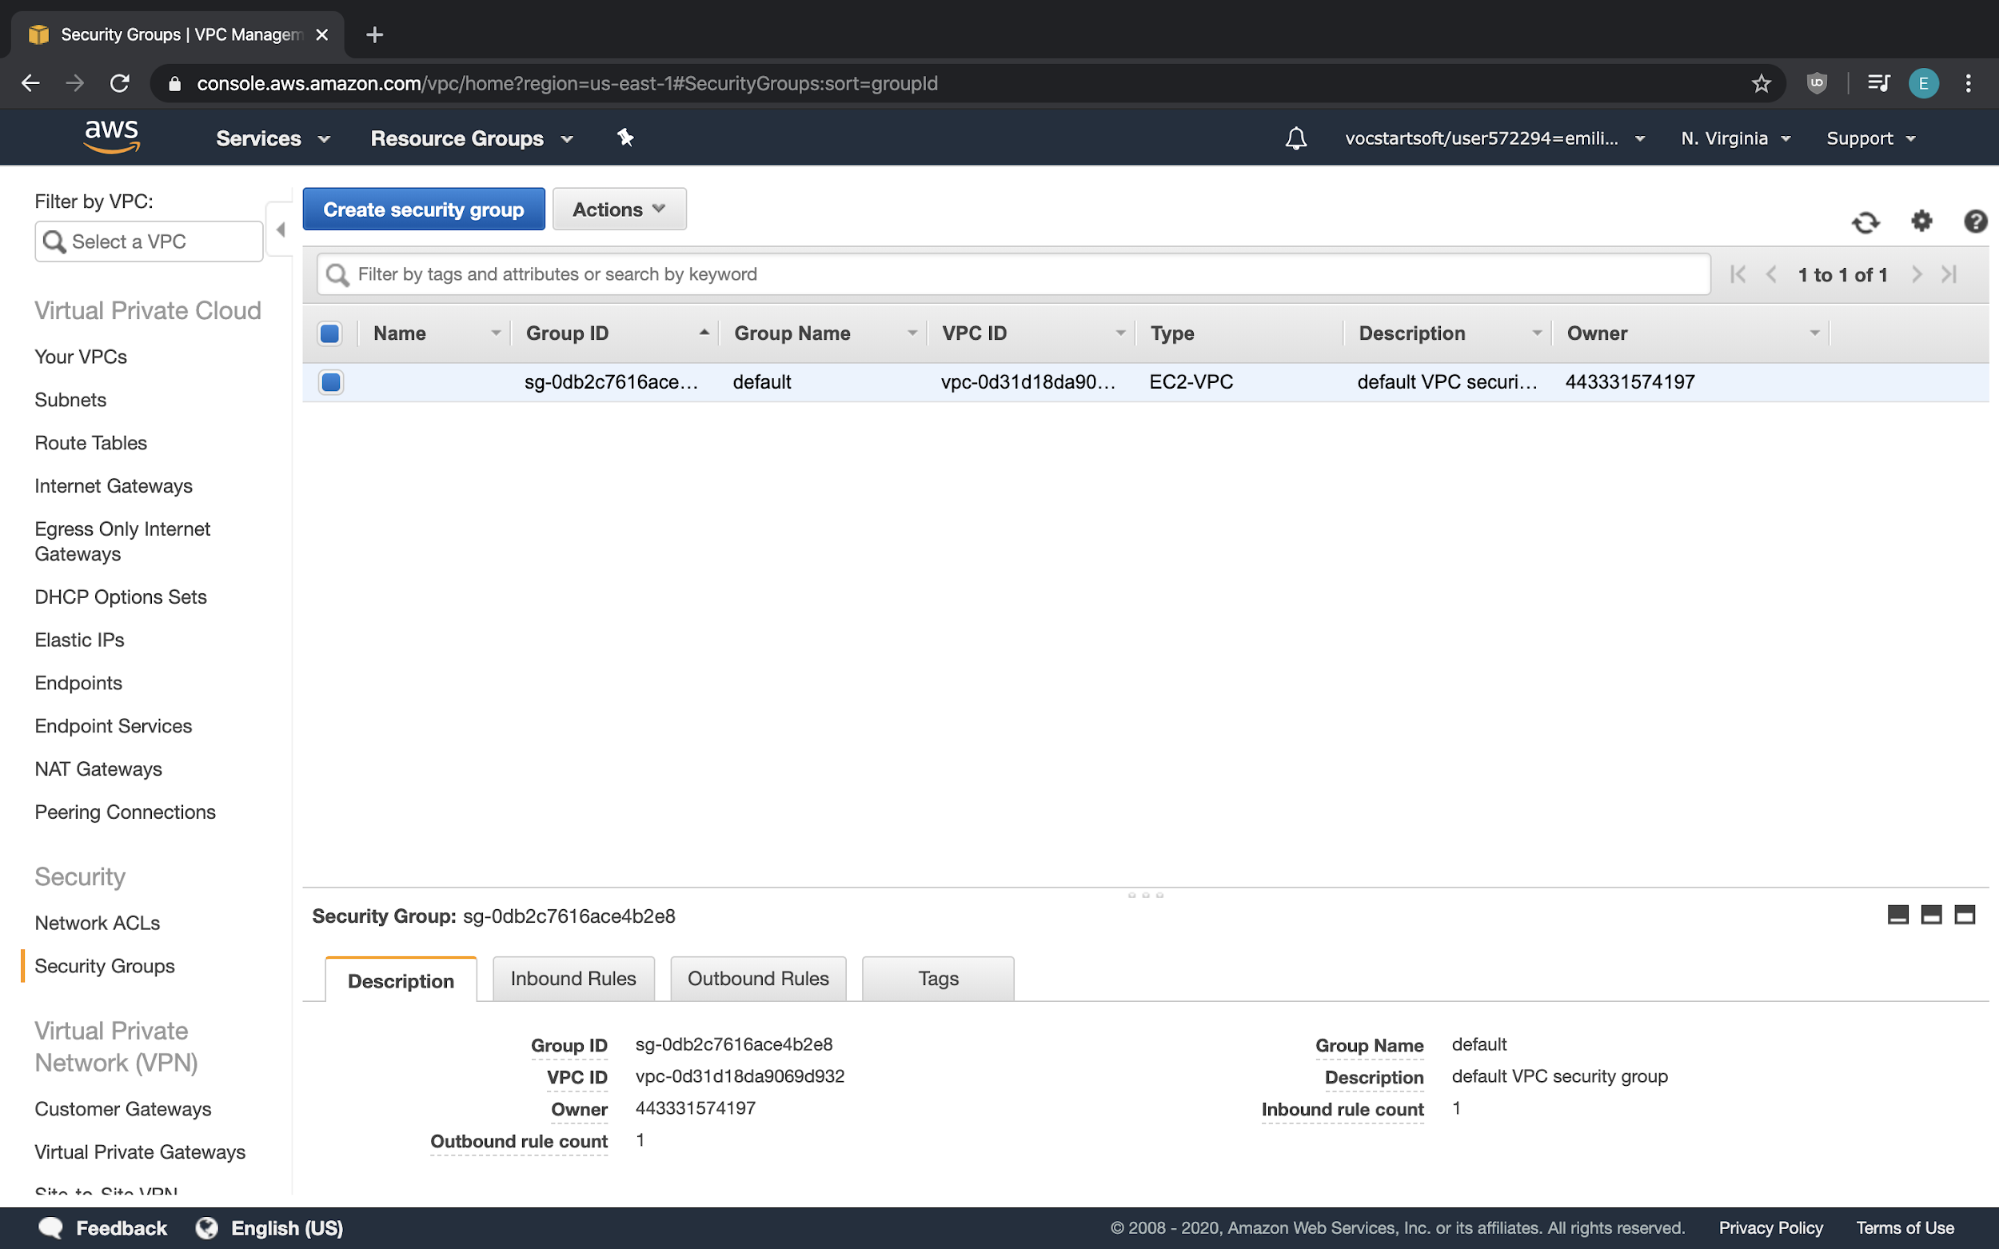 Security Groups | VPC Managem
console.aws.amazon.com/vpc/home?region=us-east-1#SecurityGroups:sort=groupId
E
aws
Services
Resource Groups
vocstartsoft/user572294=emili...
N. Virginia
Support
Filter by VPC:
Select a VPC
Virtual Private Cloud
Your VPCs
Subnets
Route Tables
Internet Gateways
Egress Only Internet
Gateways
DHCP Options Sets
Elastic IPs
Endpoints
Endpoint Services
NAT Gateways
Peering Connections
Security
Network ACLs
Security Groups
Virtual Private
Network (VPN)
Customer Gateways
Virtual Private Gateways
Site-to-Site VPN
Create security group
Actions
Filter by tags and attributes or search by keyword
1 to 1 of 1
Name Group ID Group Name VPC ID Type Description Owner
sg-0db2c7616ace... default vpc-0d31d18da90... EC2-VPC default VPC securi... 443331574197
Security Group: sg-0db2c7616ace4b2e8
Description
Inbound Rules
Outbound Rules
Tags
Group ID sg-0db2c7616ace4b2e8
VPC ID vpc-0d31d18da9069d932
Owner 443331574197
Outbound rule count 1
Group Name default
Description default VPC security group
Inbound rule count 1
Feedback
English (US)
© 2008 - 2020, Amazon Web Services, Inc. or its affiliates. All rights reserved.
Privacy Policy
Terms of Use